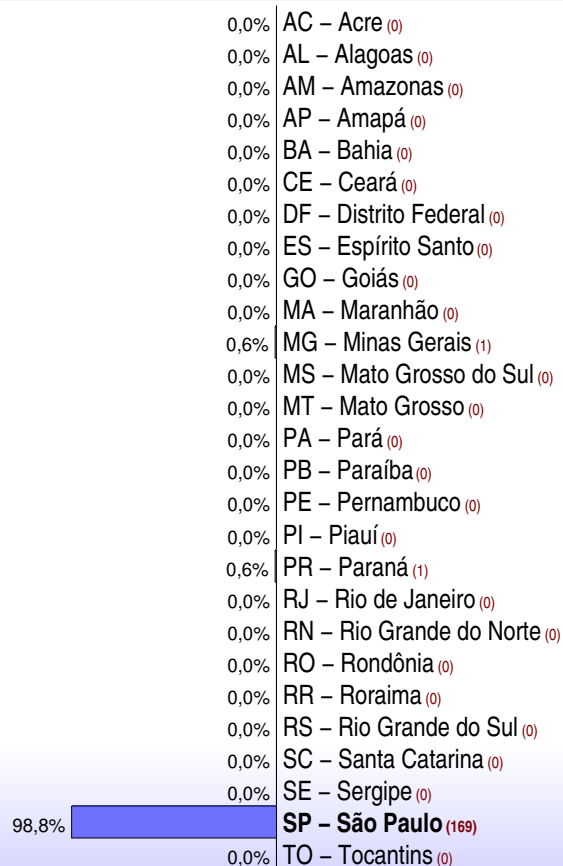 0,0% AC – Acre (0)
0,0% AL – Alagoas (0)
0,0% AM – Amazonas (0)
0,0% AP – Amapá (0)
0,0% BA – Bahia (0)
0,0% CE – Ceará (0)
0,0% DF – Distrito Federal (0)
0,0% ES – Espírito Santo (0)
0,0% GO – Goiás (0)
0,0% MA – Maranhão (0)
0,6% MG – Minas Gerais (1)
0,0% MS – Mato Grosso do Sul (0)
0,0% MT – Mato Grosso (0)
0,0% PA – Pará (0)
0,0% PB – Paraíba (0)
0,0% PE – Pernambuco (0)
0,0% PI – Piauí (0)
0,6% PR – Paraná (1)
0,0% RJ – Rio de Janeiro (0)
0,0% RN – Rio Grande do Norte (0)
0,0% RO – Rondônia (0)
0,0% RR – Roraima (0)
0,0% RS – Rio Grande do Sul (0)
0,0% SC – Santa Catarina (0)
0,0% SE – Sergipe (0)
98,8% SP – São Paulo (169)
0,0% TO – Tocantins (0)